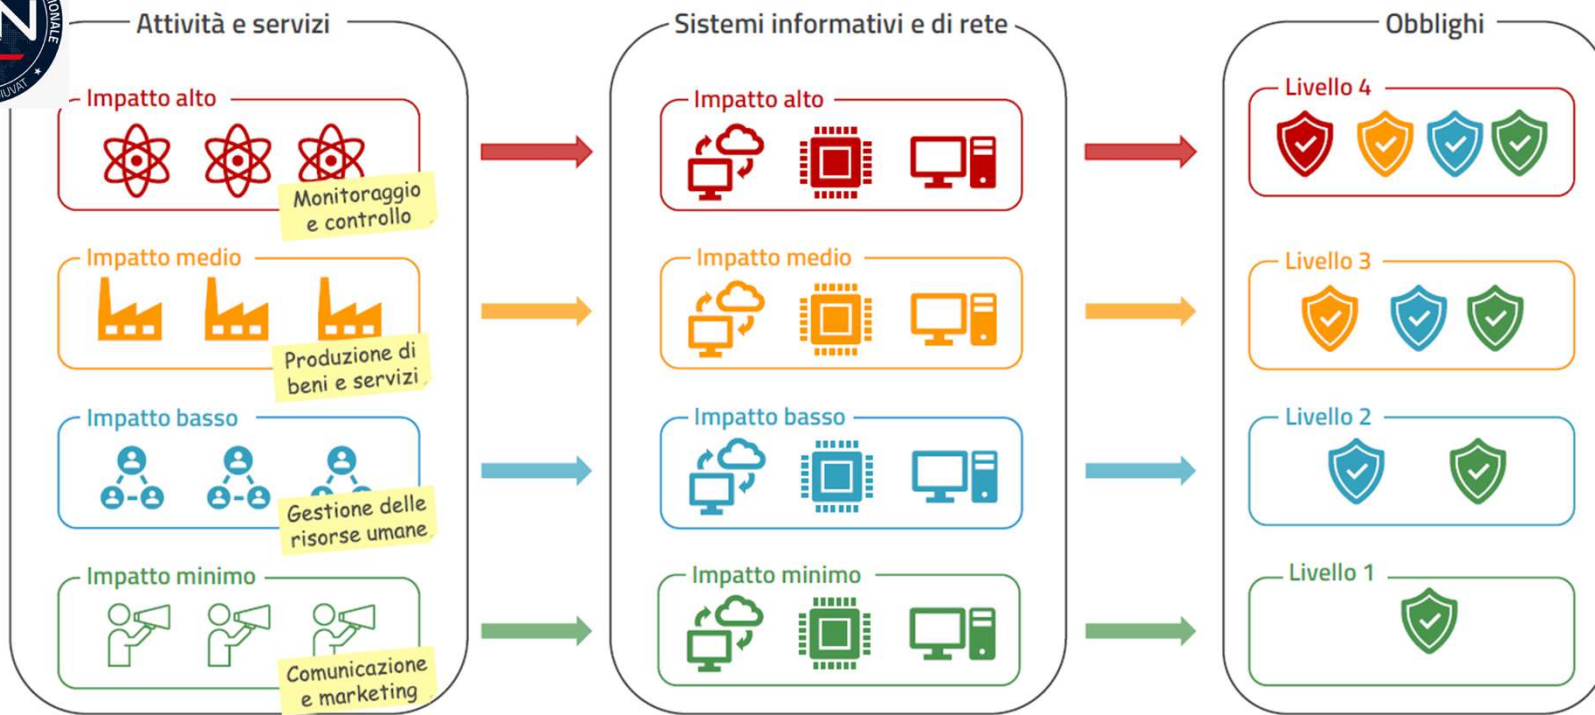 Attività e servizi
Sistemi informativi e di rete
Obblighi
N
IUVAT
Impatto alto
Monitoraggio
e controllo
Impatto alto
Livello 4
Impatto medio
Produzione di
beni e servizi
Impatto medio
Livello 3
Impatto basso
Gestione delle
risorse umane
Impatto basso
Livello 2
Impatto minimo
Comunicazione
e marketing
Impatto minimo
Livello 1